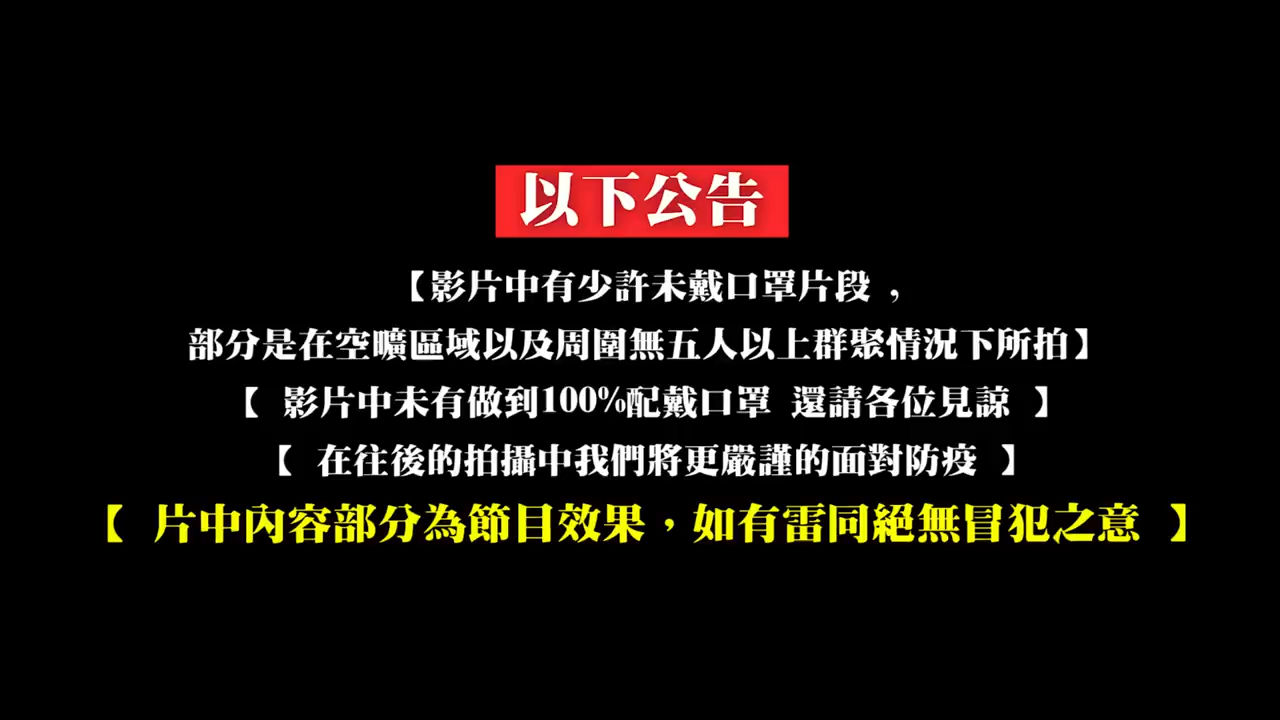 以下公告
【影片中有少許未戴口罩片段，
部分是在空曠區域以及周圍無五人以上群聚情況下所拍】
【 影片中未有做到100%配戴口罩 還請各位見諒 】
【 在往後的拍攝中我們將更嚴謹的面對防疫 】
【 片中內容部分為節目效果，如有雷同絕無冒犯之意 】